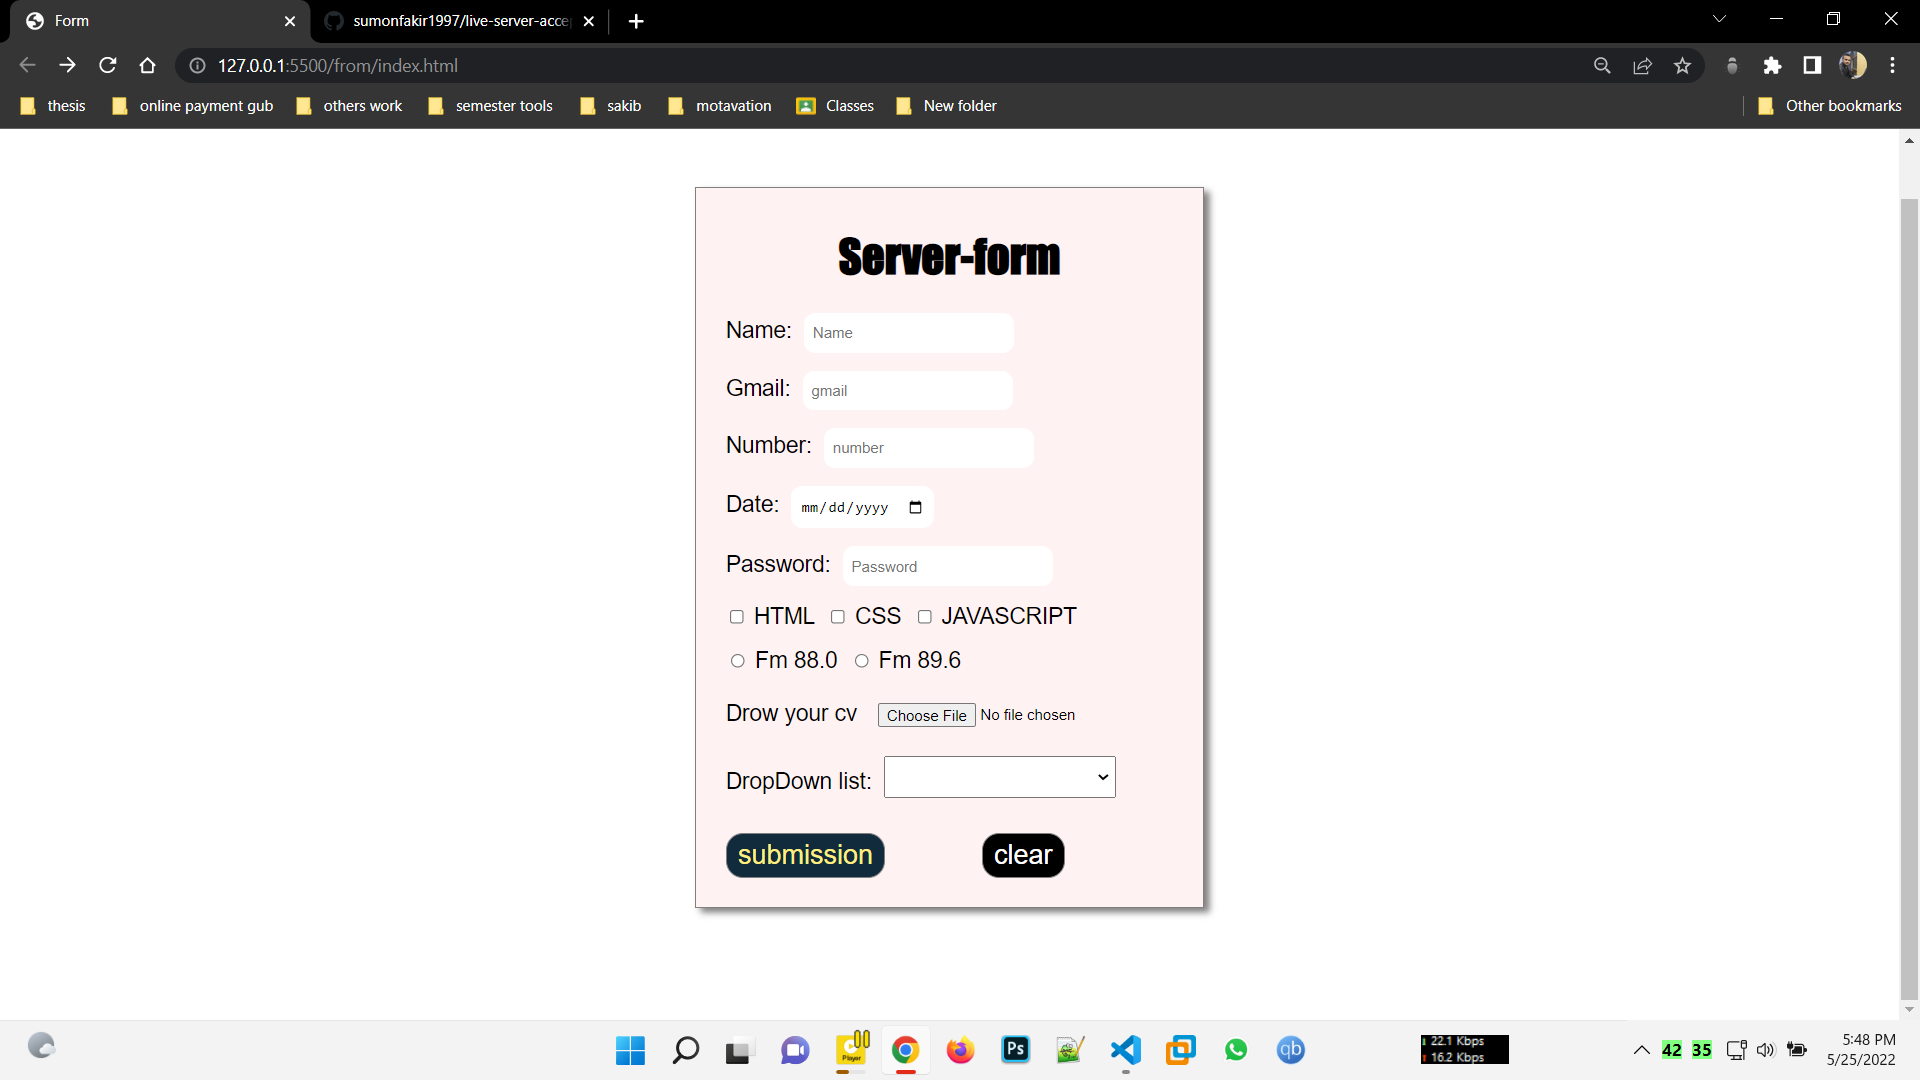 Form
sumonfakir1997/live-server-acce
127.0.0.1:5500/from/index.html
thesis online payment gub others work semester tools sakib motavation Classes New folder Other bookmarks
Server-form
Name: Name
Gmail: gmail
Number: number
Date: mm/dd/yyyy
Password: Password
HTML CSS JAVASCRIPT
Fm 88.0 Fm 89.6
Drow your cv Choose File No file chosen
DropDown list:
submission clear
Player
Ps
qb
22.1 Kbps
16.2 Kbps
42 35
5:48 PM
5/25/2022